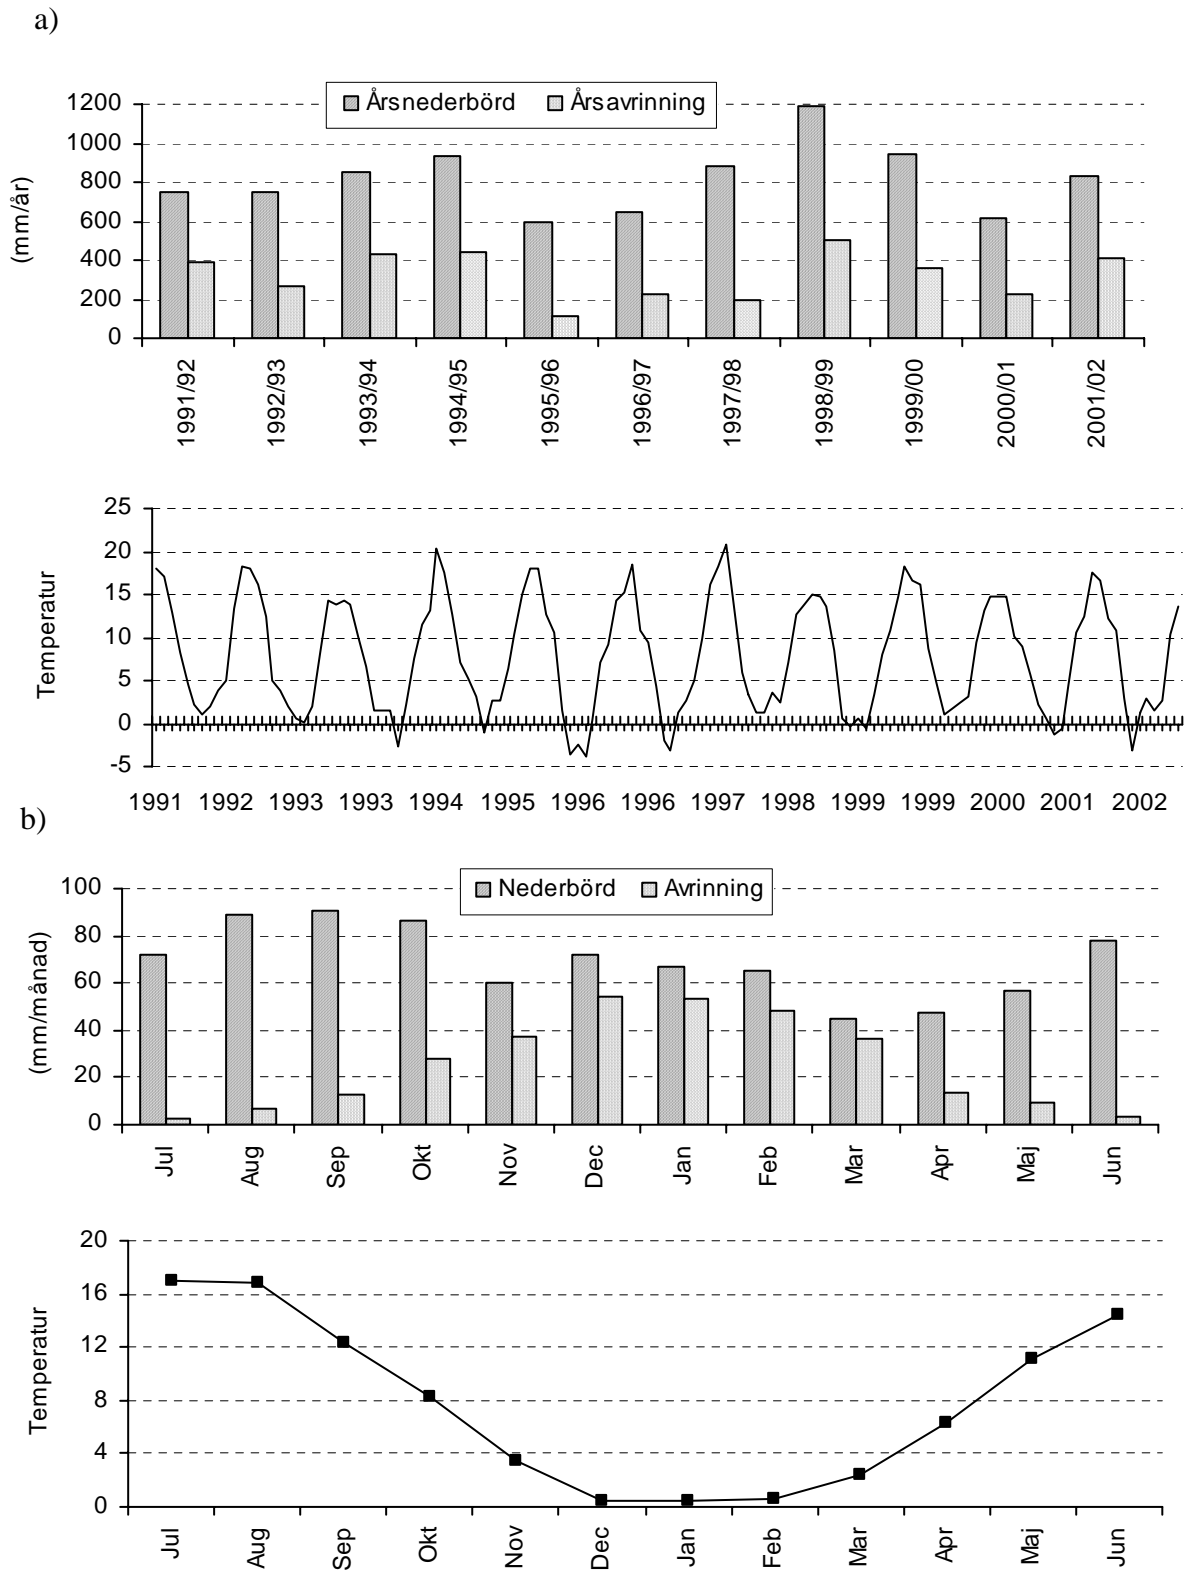 a)
Årsnederbörd Årsavrinning
1200
1000
800
600
400
200
0
(mm/år)
1991/92 1992/93 1993/94 1994/95 1995/96 1996/97 1997/98 1998/99 1999/00 2000/01 2001/02
25
20
15
10
5
0
-5
Temperatur
1991 1992 1993 1993 1994 1995 1996 1996 1997 1998 1999 1999 2000 2001 2002
b)
Nederbörd Avrinning
100
80
60
40
20
0
(mm/månad)
Jul Aug Sep Okt Nov Dec Jan Feb Mar Apr Maj Jun
20
16
12
8
4
0
Temperatur
Jul Aug Sep Okt Nov Dec Jan Feb Mar Apr Maj Jun